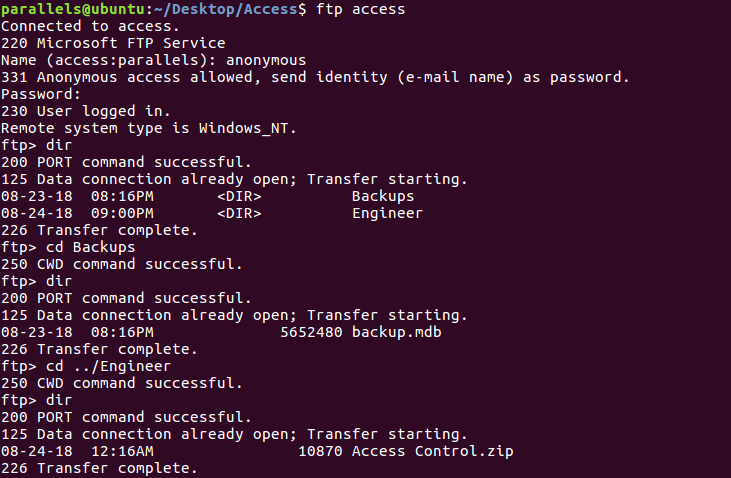 parallels@ubuntu:~/Desktop/Access$ ftp access
Connected to access.
220 Microsoft FTP Service
Name (access:parallels): anonymous
331 Anonymous access allowed, send identity (e-mail name) as password.
Password:
230 User logged in.
Remote system type is Windows_NT.
ftp> dir
200 PORT command successful.
125 Data connection already open; Transfer starting.
08-23-18  08:16PM       <DIR>          Backups
08-24-18  09:00PM       <DIR>          Engineer
226 Transfer complete.
ftp> cd Backups
250 CWD command successful.
ftp> dir
200 PORT command successful.
125 Data connection already open; Transfer starting.
08-23-18  08:16PM              5652480 backup.mdb
226 Transfer complete.
ftp> cd ../Engineer
250 CWD command successful.
ftp> dir
200 PORT command successful.
125 Data connection already open; Transfer starting.
08-24-18  12:16AM                10870 Access Control.zip
226 Transfer complete.